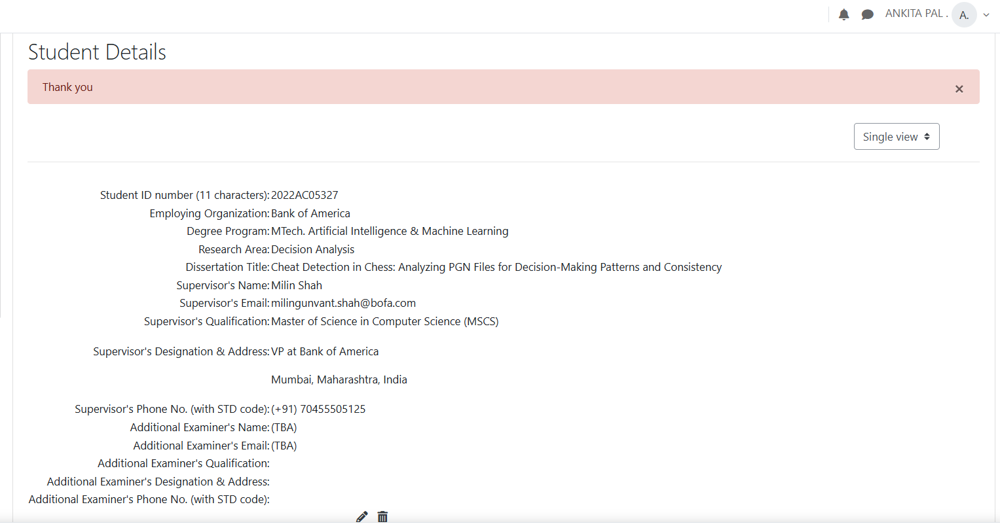 ANKITA PAL .
A.
Student Details
Thank you
×
Single view
Student ID number (11 characters): 2022AC05327
Employing Organization: Bank of America
Degree Program: MTech. Artificial Intelligence & Machine Learning
Research Area: Decision Analysis
Dissertation Title: Cheat Detection in Chess: Analyzing PGN Files for Decision-Making Patterns and Consistency
Supervisor's Name: Milin Shah
Supervisor's Email: milingunvant.shah@bofa.com
Supervisor's Qualification: Master of Science in Computer Science (MSCS)
Supervisor's Designation & Address: VP at Bank of America
Mumbai, Maharashtra, India
Supervisor's Phone No. (with STD code): (+91) 70455505125
Additional Examiner's Name: (TBA)
Additional Examiner's Email: (TBA)
Additional Examiner's Qualification:
Additional Examiner's Designation & Address:
Additional Examiner's Phone No. (with STD code):